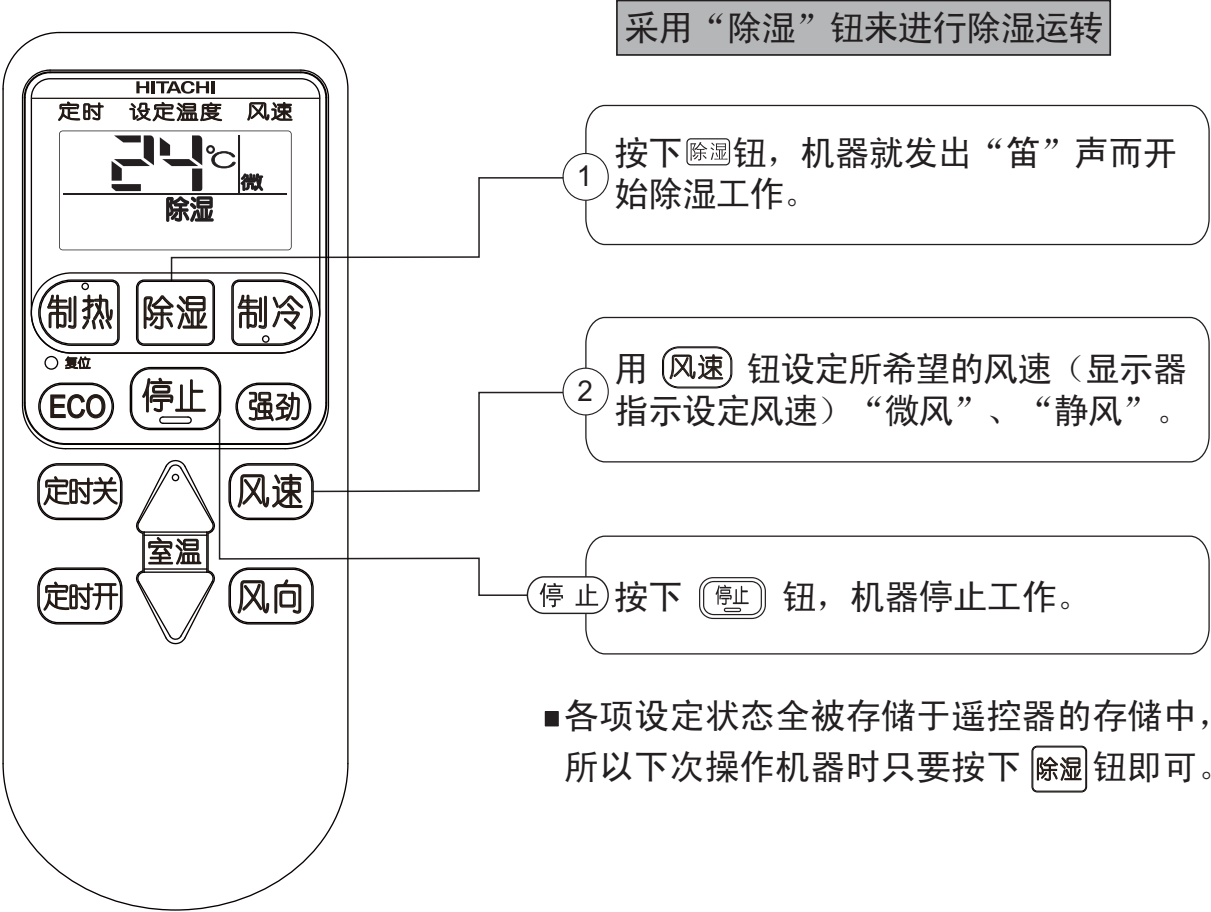 采用“除湿”钮来进行除湿运转
HITACHI
定时 设定温度 风速
24℃
微
除湿
制热 除湿 制冷
复位
ECO 停止 强劲
定时关 风速
室温
定时开 风向
1
按下除湿钮，机器就发出“笛”声而开
始除湿工作。
2
用 风速 钮设定所希望的风速（显示器
指示设定风速）“微风”、“静风”。
停止
按下 停止 钮，机器停止工作。
■各项设定状态全被存储于遥控器的存储中，
所以下次操作机器时只要按下 除湿 钮即可。